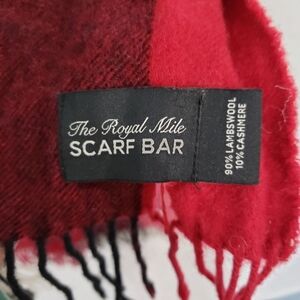 The Royal Mile
SCARF BAR
90% LAMBSWOOL
10% CASHMERE